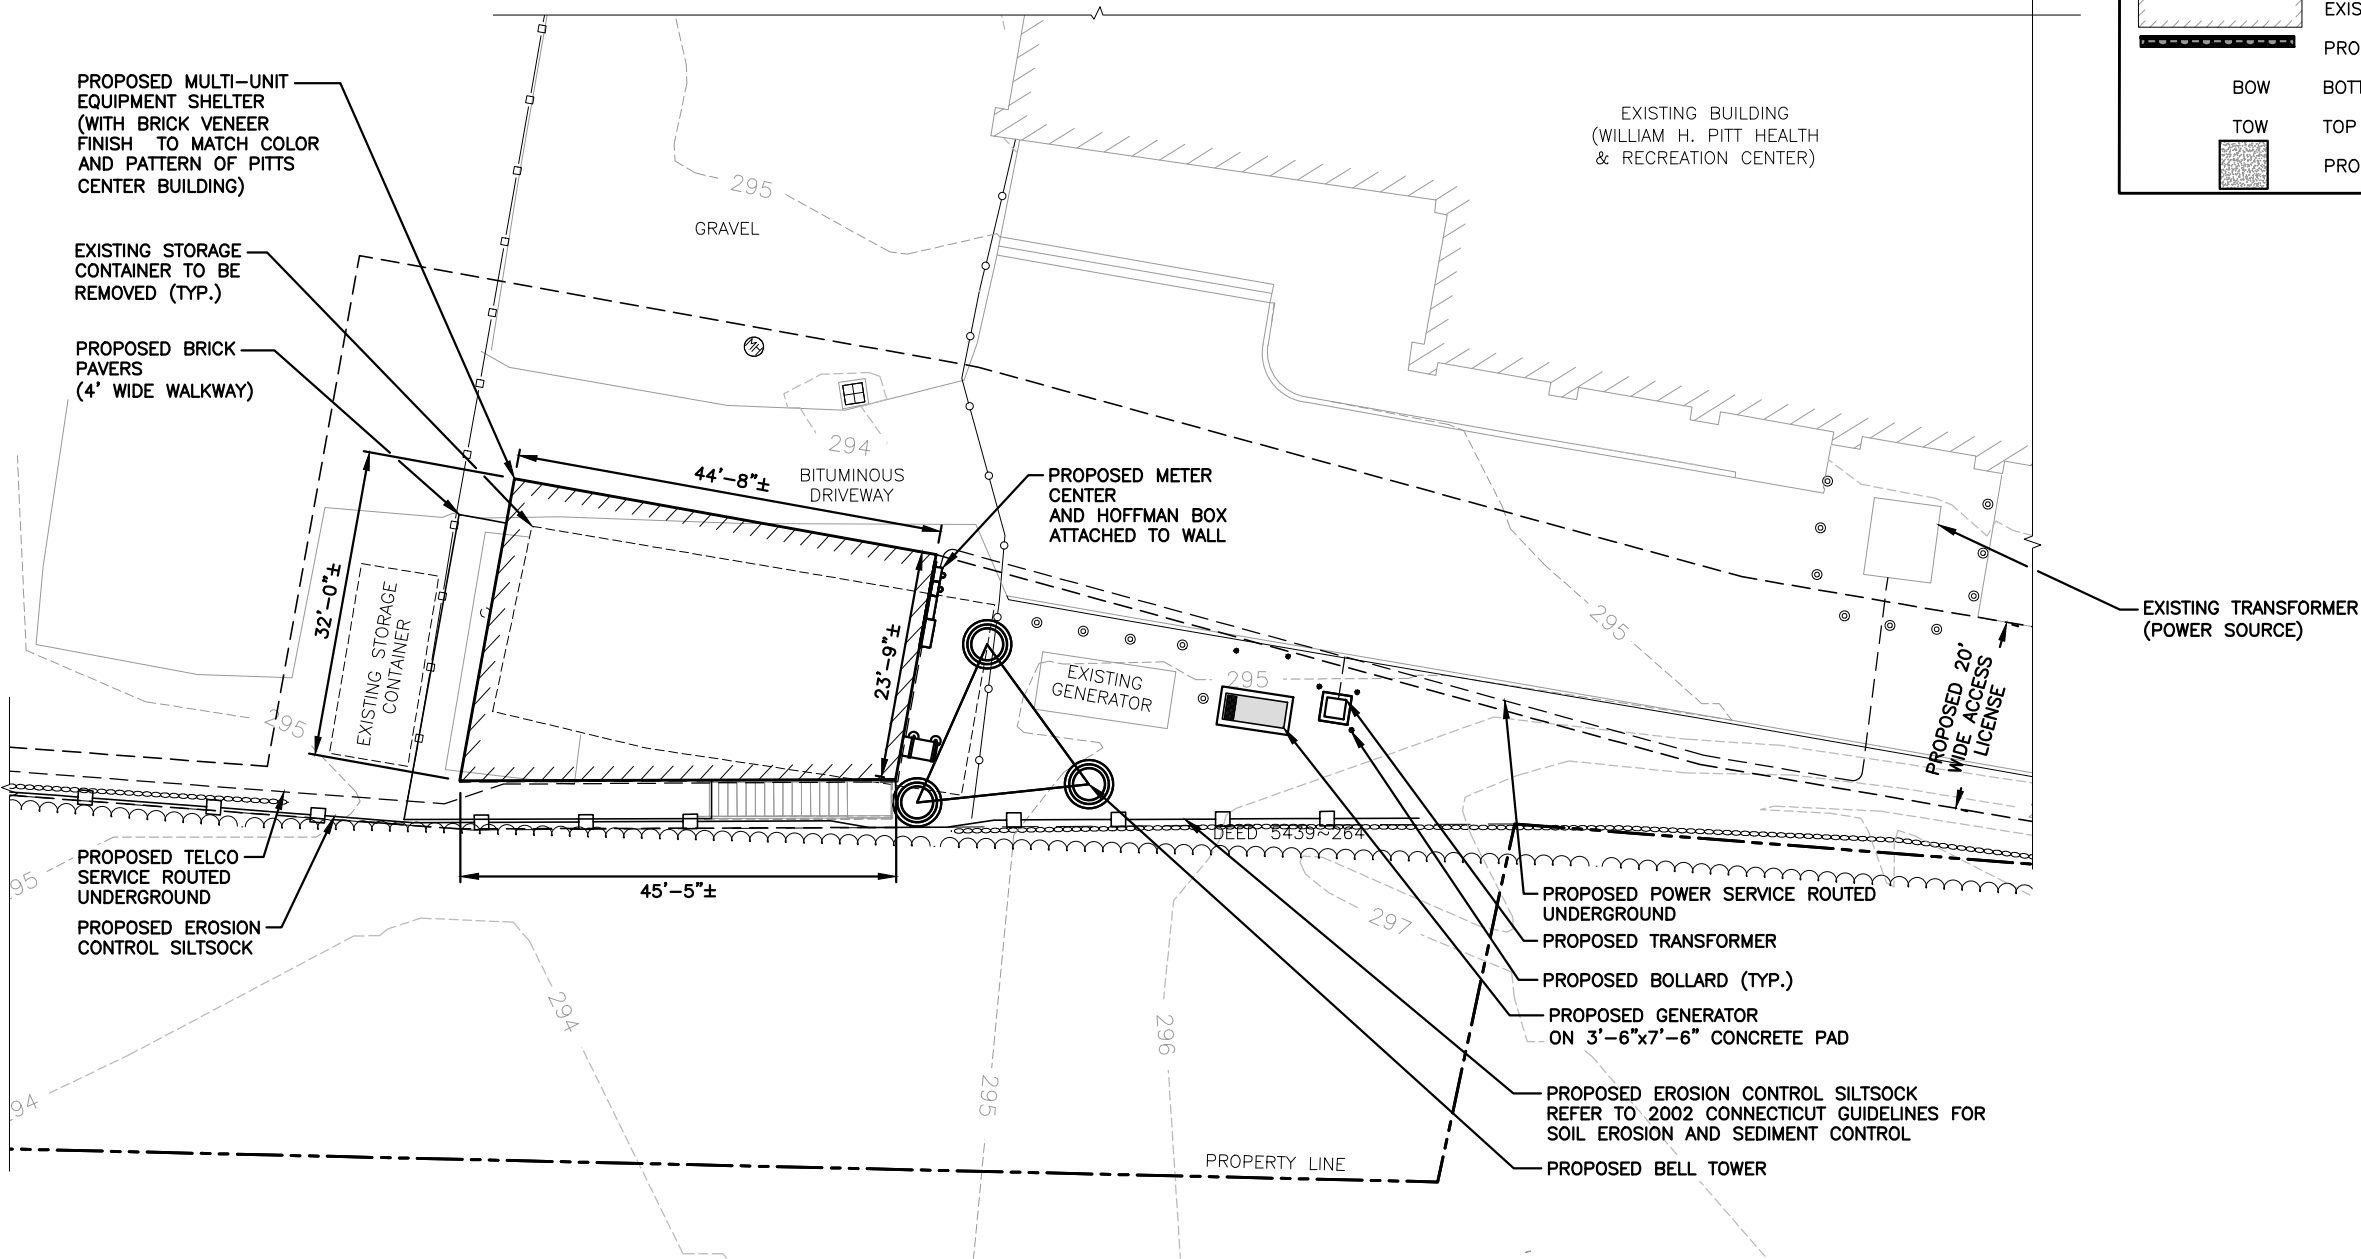 EXIS
PRO
BOW BOTT
TOW TOP
PRO
PROPOSED MULTI-UNIT
EQUIPMENT SHELTER
(WITH BRICK VENEER
FINISH TO MATCH COLOR
AND PATTERN OF PITTS
CENTER BUILDING)
EXISTING BUILDING
(WILLIAM H. PITT HEALTH
& RECREATION CENTER)
295
GRAVEL
EXISTING STORAGE
CONTAINER TO BE
REMOVED (TYP.)
MH
PROPOSED BRICK
PAVERS
(4' WIDE WALKWAY)
294
BITUMINOUS
DRIVEWAY
44'-8"±
PROPOSED METER
CENTER
AND HOFFMAN BOX
ATTACHED TO WALL
32'-0"±
EXISTING STORAGE
CONTAINER
G
23'-9"±
EXISTING
GENERATOR
295
295
EXISTING TRANSFORMER
(POWER SOURCE)
PROPOSED 20'
WIDE ACCESS
LICENSE
295
DEED 5439~264
45'-5"±
PROPOSED TELCO
SERVICE ROUTED
UNDERGROUND
95
PROPOSED EROSION
CONTROL SILTSOCK
297
PROPOSED POWER SERVICE ROUTED
UNDERGROUND
PROPOSED TRANSFORMER
PROPOSED BOLLARD (TYP.)
PROPOSED GENERATOR
ON 3'-6"x7'-6" CONCRETE PAD
294
296
295
94
PROPOSED EROSION CONTROL SILTSOCK
REFER TO 2002 CONNECTICUT GUIDELINES FOR
SOIL EROSION AND SEDIMENT CONTROL
PROPERTY LINE
PROPOSED BELL TOWER